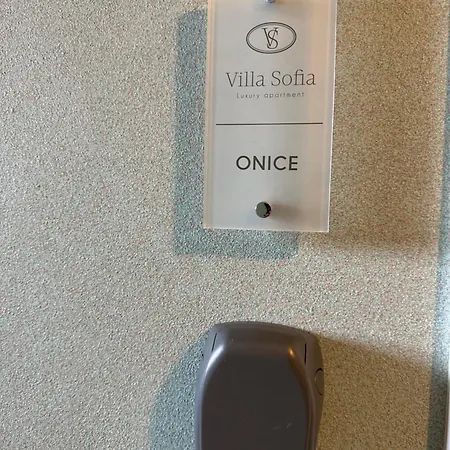 VS
Villa Sofia
Luxury apartment
ONICE